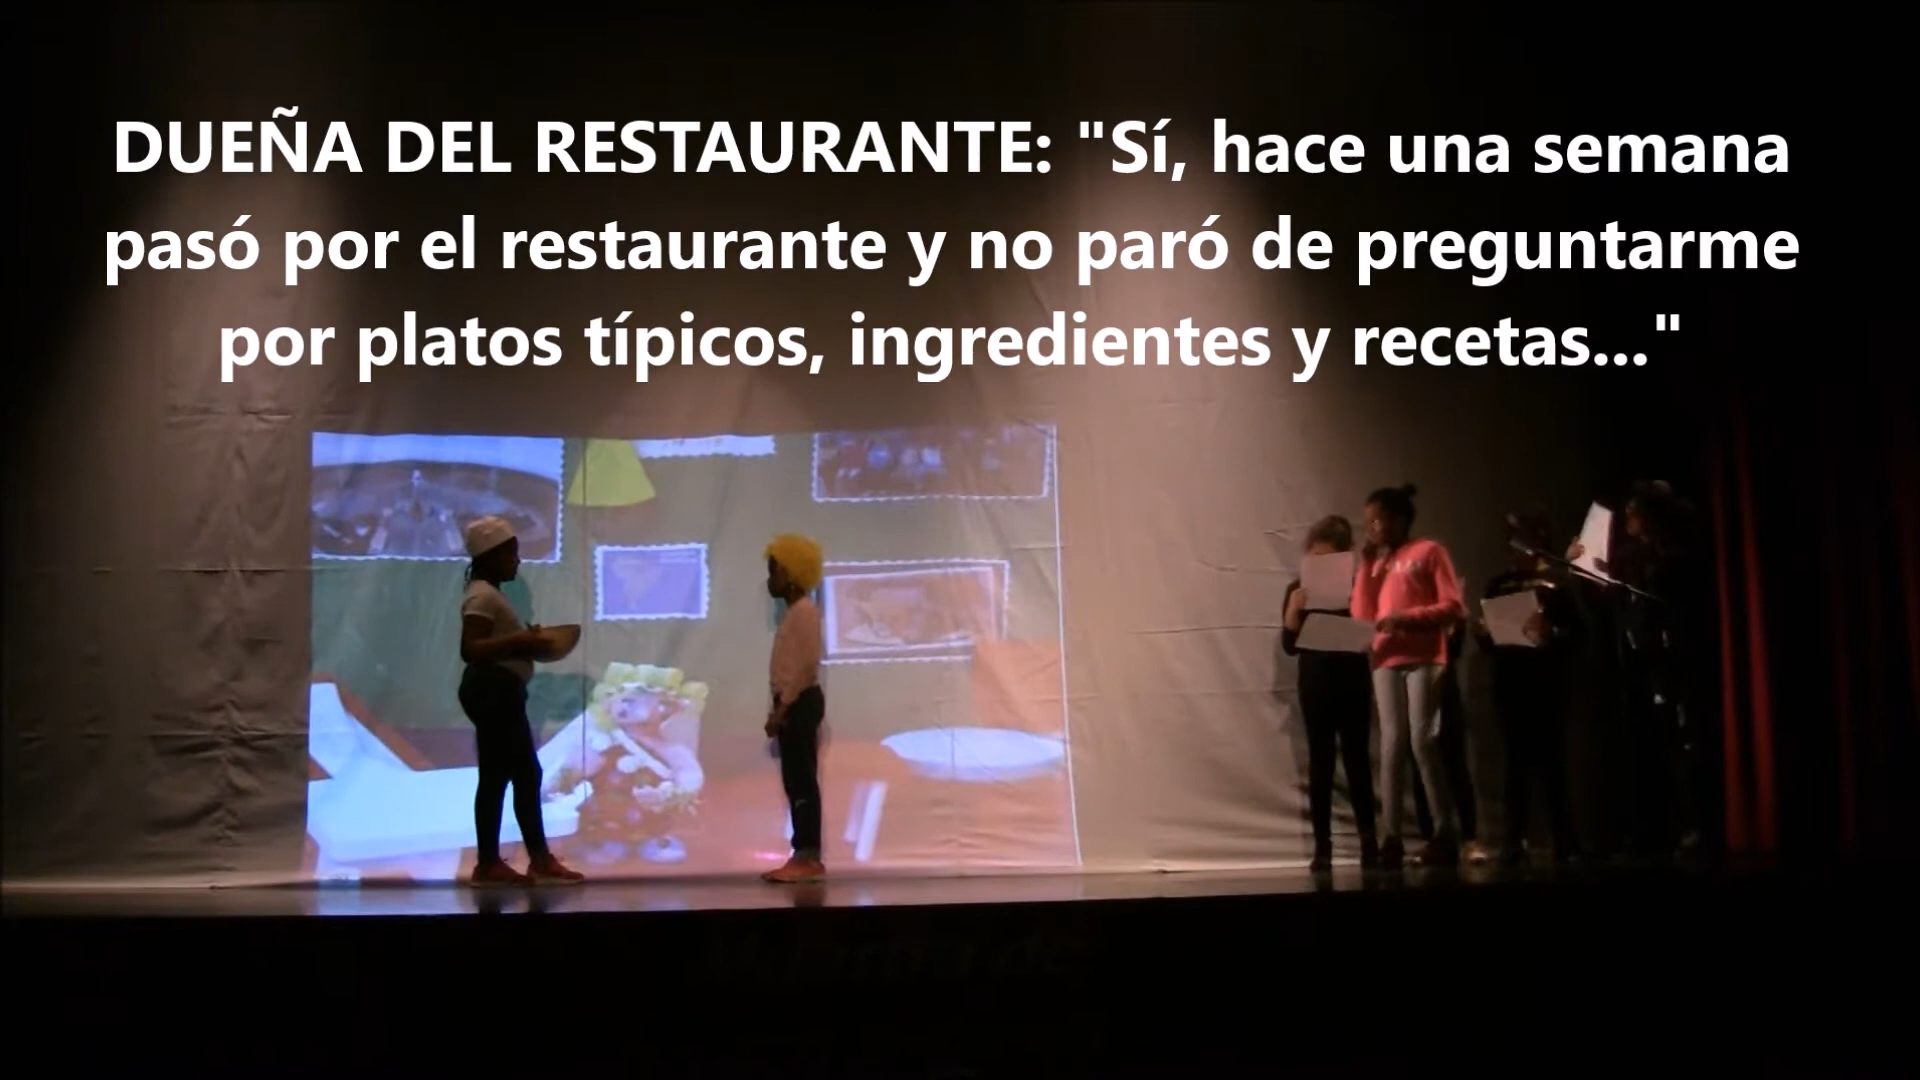 DUEÑA DEL RESTAURANTE: "Sí, hace una semana
pasó por el restaurante y no paró de preguntarme
por platos típicos, ingredientes y recetas..."